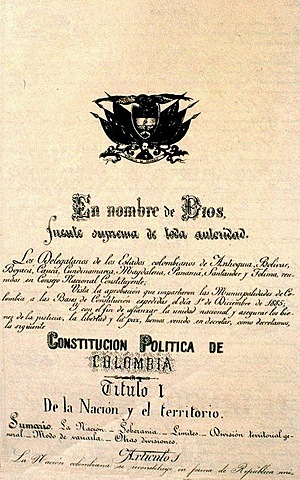 En nombre de Dios,
fuente suprema de toda autoridad.
Los Delegatarios de los Estados colombianos de Antioquia, Bolívar,
Boyacá, Cauca, Cundinamarca, Magdalena, Panamá, Santander y Tolima, reu-
nidos en Consejo Nacional Constituyente;
Vista la aprobación que impartieron las Municipalidades de Co-
lombia a las Bases de Constitución expedidas el día 1º de Diciembre de 1885;
Y con el fin de afianzar la unidad nacional y asegurar los bie-
nes de la justicia, la libertad y la paz, hemos venido en decretar, como decretamos,
la siguiente
CONSTITUCION POLITICA DE
COLOMBIA
Titulo I
De la Nación y el territorio.
Sumario. La Nación - Soberanía - Límites - División territorial ge-
neral - Modo de variarla - Otras divisiones.
Artículo 1
La Nación colombiana se reconstituye en forma de República uni-